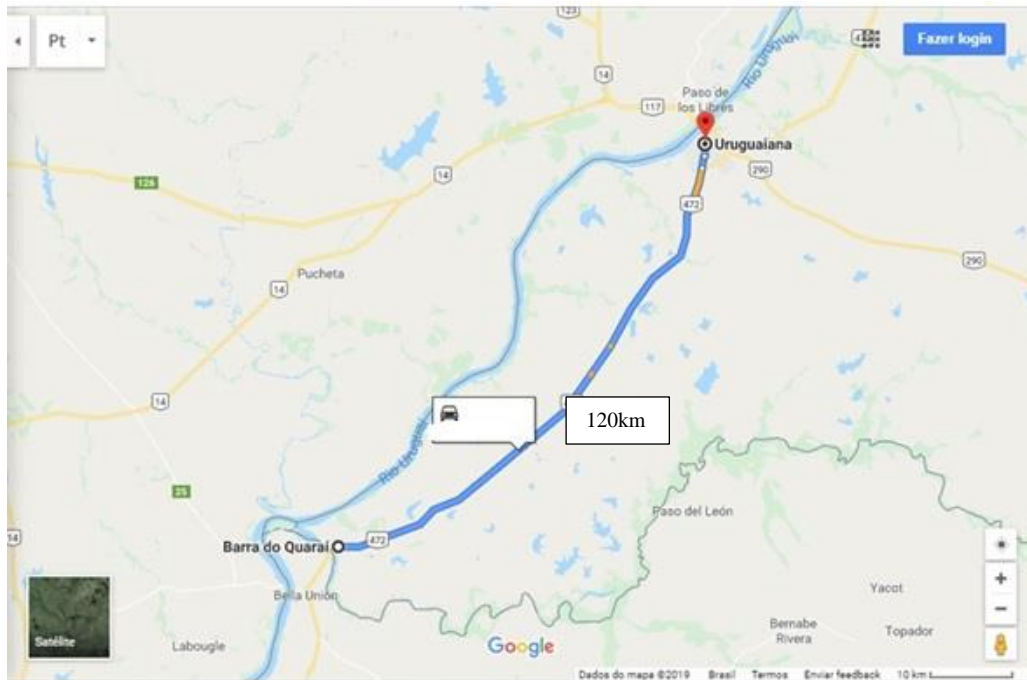 123
Pt
Fazer login
14
Rio Uruguai
Paso de
los Libres
117
Uruguaiana
290
14
126
472
290
Pucheta
14
14
120km
Rio Uruguai
35
Paso del León
14
Barra do Quaraí
472
Bella Unión
Yacot
Bernabe
Rivera
Topador
Satélite
Labougle
Google
Dados do mapa ©2019 Brasil Termos Enviar feedback 10 km